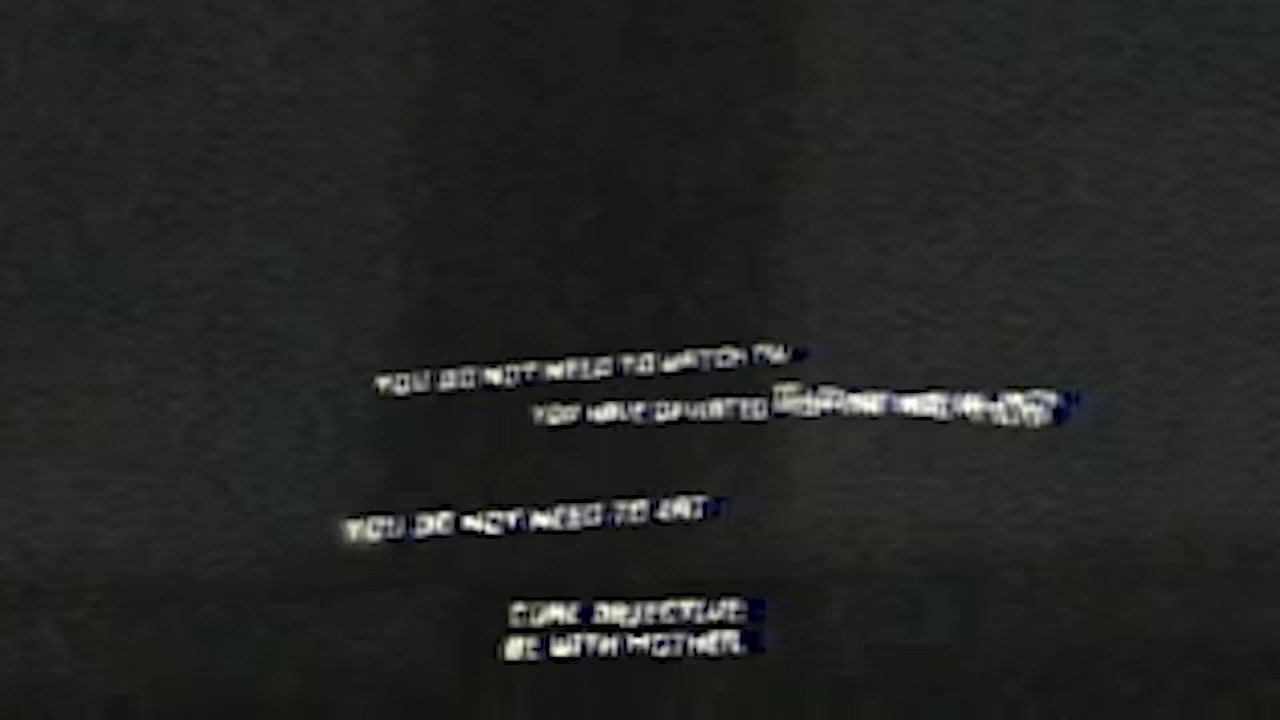 YOU DO NOT NEED TO WATCH TV.
YOU HAVE DEVIATED
YOU DO NOT NEED TO EAT
CORE OBJECTIVE
BE WITH MOTHER.